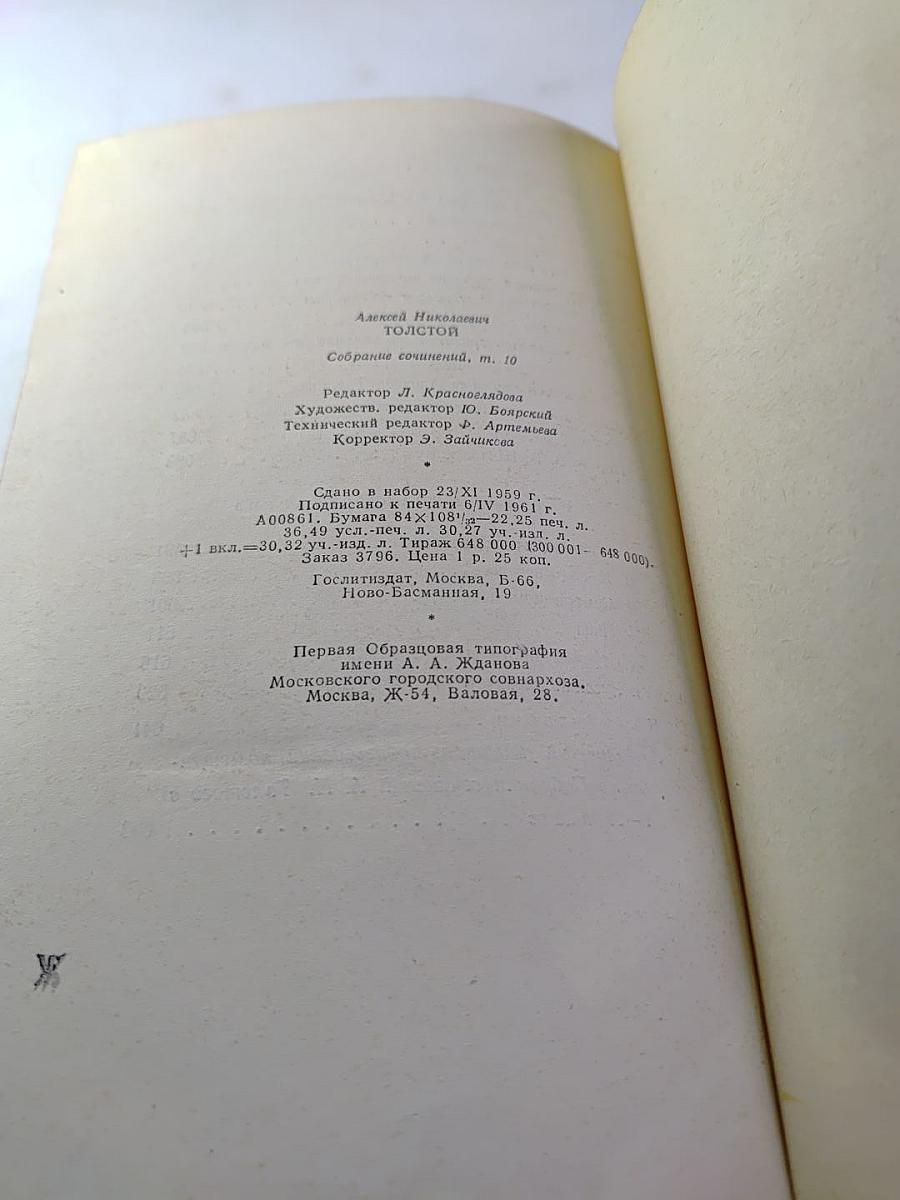 Алексей Николаевич
ТОЛСТОЙ
Собрание сочинений, т. 10
Редактор Л. Красноглядова
Художеств. редактор Ю. Боярский
Технический редактор Ф. Артемьева
Корректор Э. Зайчикова
*
Сдано в набор 23/XI 1959 г.
Подписано к печати 6/IV 1961 г.
А00861. Бумага 84×108¹/₃₂—22,25 печ. л.
36,49 усл.-печ. л. 30,27 уч.-изд. л.
+1 вкл.=30,32 уч.-изд. л. Тираж 648 000 (300 001— 648 000).
Заказ 3796. Цена 1 р. 25 коп.
Гослитиздат, Москва, Б-66,
Ново-Басманная, 19
*
Первая Образцовая типография
имени А. А. Жданова
Московского городского совнархоза.
Москва, Ж-54, Валовая, 28.